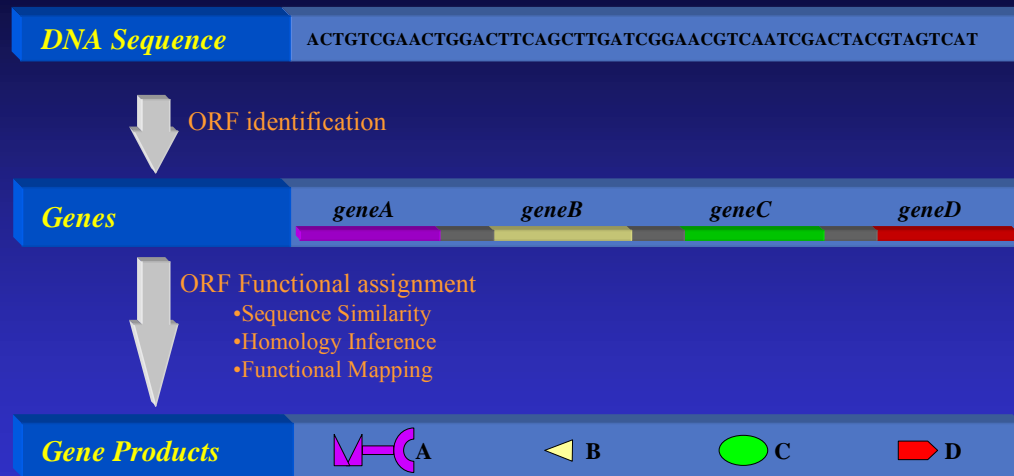 DNA Sequence
ACTGTCGAACTGGACTTCAGCTTGATCGGAACGTCAATCGACTACGTAGTCAT
ORF identification
Genes
geneA geneB geneC geneD
ORF Functional assignment
•Sequence Similarity
•Homology Inference
•Functional Mapping
Gene Products
A B C D